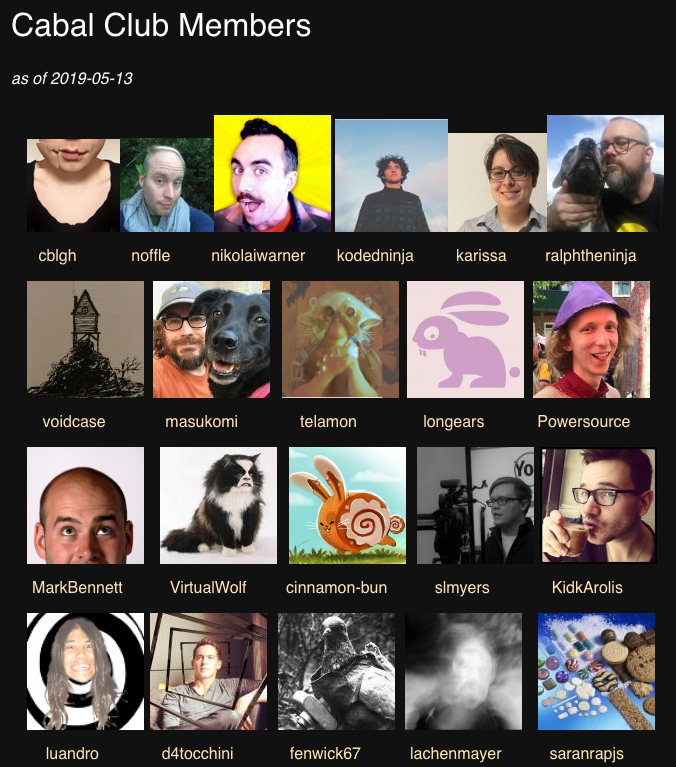 Cabal Club Members
as of 2019-05-13
cblgh noffle nikolaiwarner kodedninja karissa ralphtheninja
voidcase masukomi telamon longears Powersource
Yo
MarkBennett VirtualWolf cinnamon-bun slmyers KidkArolis
luandro d4tocchini fenwick67 lachenmayer saranrapjs